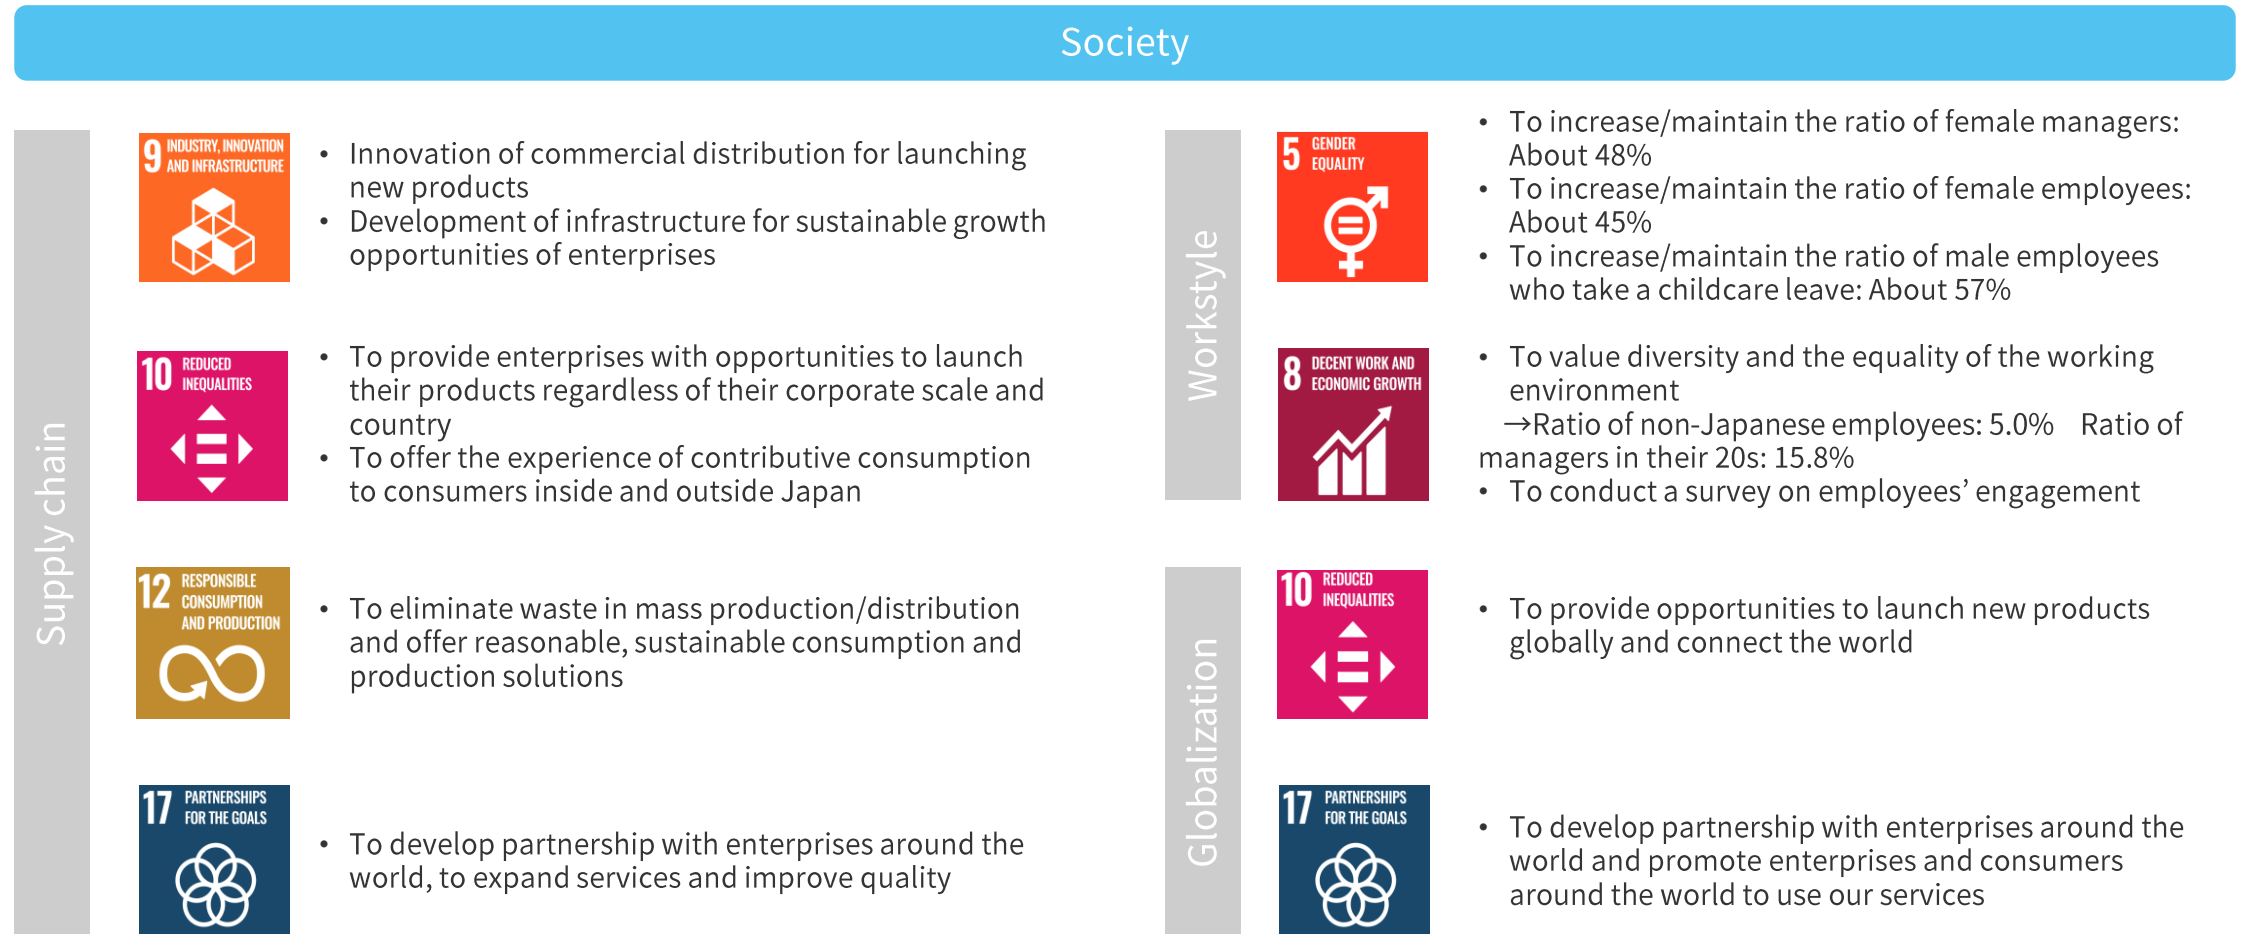 Society
Supply chain
9 INDUSTRY, INNOVATION
AND INFRASTRUCTURE
• Innovation of commercial distribution for launching
new products
• Development of infrastructure for sustainable growth
opportunities of enterprises
10 REDUCED
INEQUALITIES
• To provide enterprises with opportunities to launch
their products regardless of their corporate scale and
country
• To offer the experience of contributive consumption
to consumers inside and outside Japan
12 RESPONSIBLE
CONSUMPTION
AND PRODUCTION
• To eliminate waste in mass production/distribution
and offer reasonable, sustainable consumption and
production solutions
17 PARTNERSHIPS
FOR THE GOALS
• To develop partnership with enterprises around the
world, to expand services and improve quality
Workstyle
5 GENDER
EQUALITY
• To increase/maintain the ratio of female managers:
About 48%
• To increase/maintain the ratio of female employees:
About 45%
• To increase/maintain the ratio of male employees
who take a childcare leave: About 57%
8 DECENT WORK AND
ECONOMIC GROWTH
• To value diversity and the equality of the working
environment
→Ratio of non-Japanese employees: 5.0% Ratio of
managers in their 20s: 15.8%
• To conduct a survey on employees’ engagement
Globalization
10 REDUCED
INEQUALITIES
• To provide opportunities to launch new products
globally and connect the world
17 PARTNERSHIPS
FOR THE GOALS
• To develop partnership with enterprises around the
world and promote enterprises and consumers
around the world to use our services